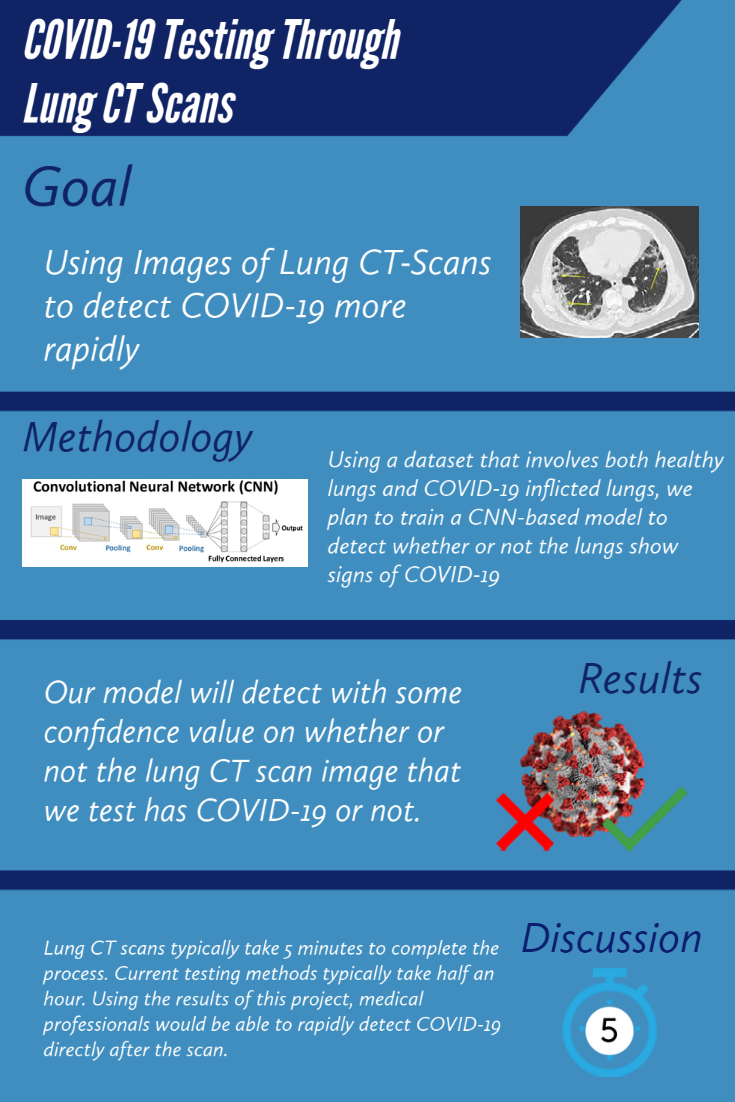 COVID-19 Testing Through
Lung CT Scans
Goal
Using Images of Lung CT-Scans
to detect COVID-19 more
rapidly
Methodology
Convolutional Neural Network (CNN)
Image
Conv
Pooling
Conv
Pooling
Fully Connected Layers
Output
Using a dataset that involves both healthy
lungs and COVID-19 inflicted lungs, we
plan to train a CNN-based model to
detect whether or not the lungs show
signs of COVID-19
Results
Our model will detect with some
confidence value on whether or
not the lung CT scan image that
we test has COVID-19 or not.
Discussion
Lung CT scans typically take 5 minutes to complete the
process. Current testing methods typically take half an
hour. Using the results of this project, medical
professionals would be able to rapidly detect COVID-19
directly after the scan.
5